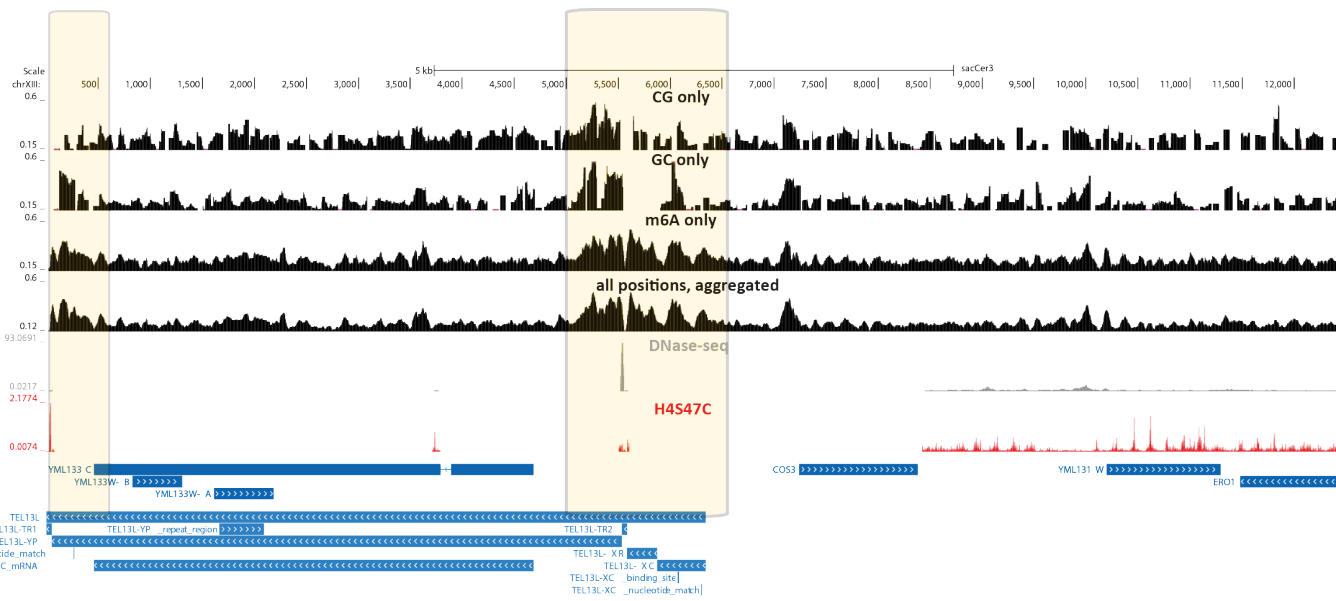 Scale
5 kb
sacCer3
chrXIII:
500
1,000
1,500
2,000
2,500
3,000
3,500
4,000
4,500
5,000
5,500
6,000
6,500
7,000
7,500
8,000
8,500
9,000
9,500
10,000
10,500
11,000
11,500
12,000
0.6 _
CG only
0.15 _
0.6 _
GC only
0.15 _
0.6 _
m6A only
0.15 _
0.6 _
all positions, aggregated
0.12 _
93.0691 _
DNase-seq
0.0217 _
2.1774 _
H4S47C
0.0074 _
YML133 C
COS3
YML131 W
YML133W- B
ERO1
YML133W- A
TEL13L
L13L-TR1
TEL13L-YP _repeat_region
TEL13L-TR2
TEL13L-YP
tide_match
TEL13L- X R
C_mRNA
TEL13L- X C
TEL13L-XC _binding_site
TEL13L-XC _nucleotide_match